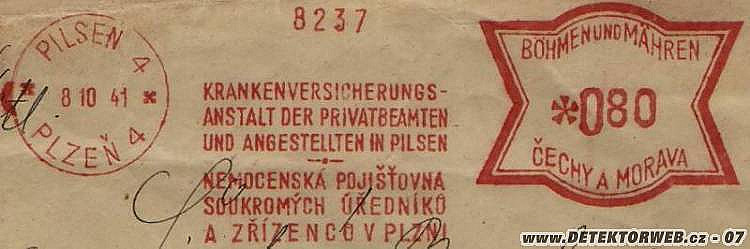 8237
PILSEN 4
8 10 41
PLZEŇ 4
KRANKENVERSICHERUNGS-
ANSTALT DER PRIVATBEAMTEN
UND ANGESTELLTEN IN PILSEN
NEMOCENSKÁ POJIŠŤOVNA
SOUKROMÝCH ÚŘEDNÍKŮ
A ZŘÍZENCŮ V PLZNI
BÖHMEN UND MÄHREN
*080
ČECHY A MORAVA
www.DETEKTORWEB.cz - 07